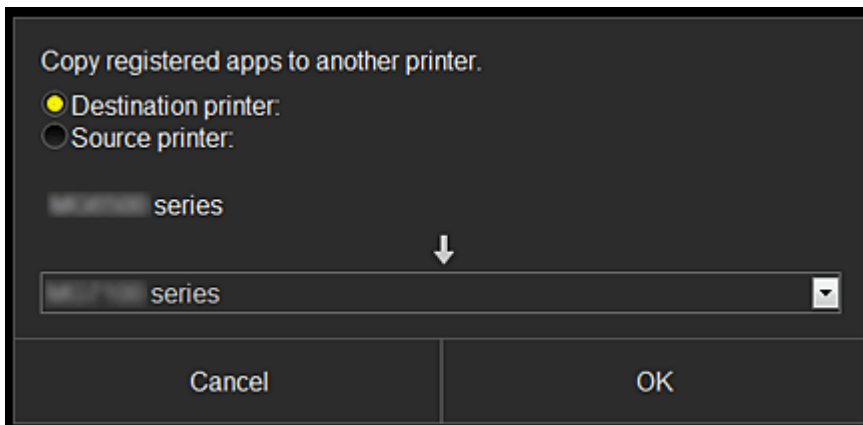 Copy registered apps to another printer.
Destination printer:
Source printer:
series
series
Cancel
OK